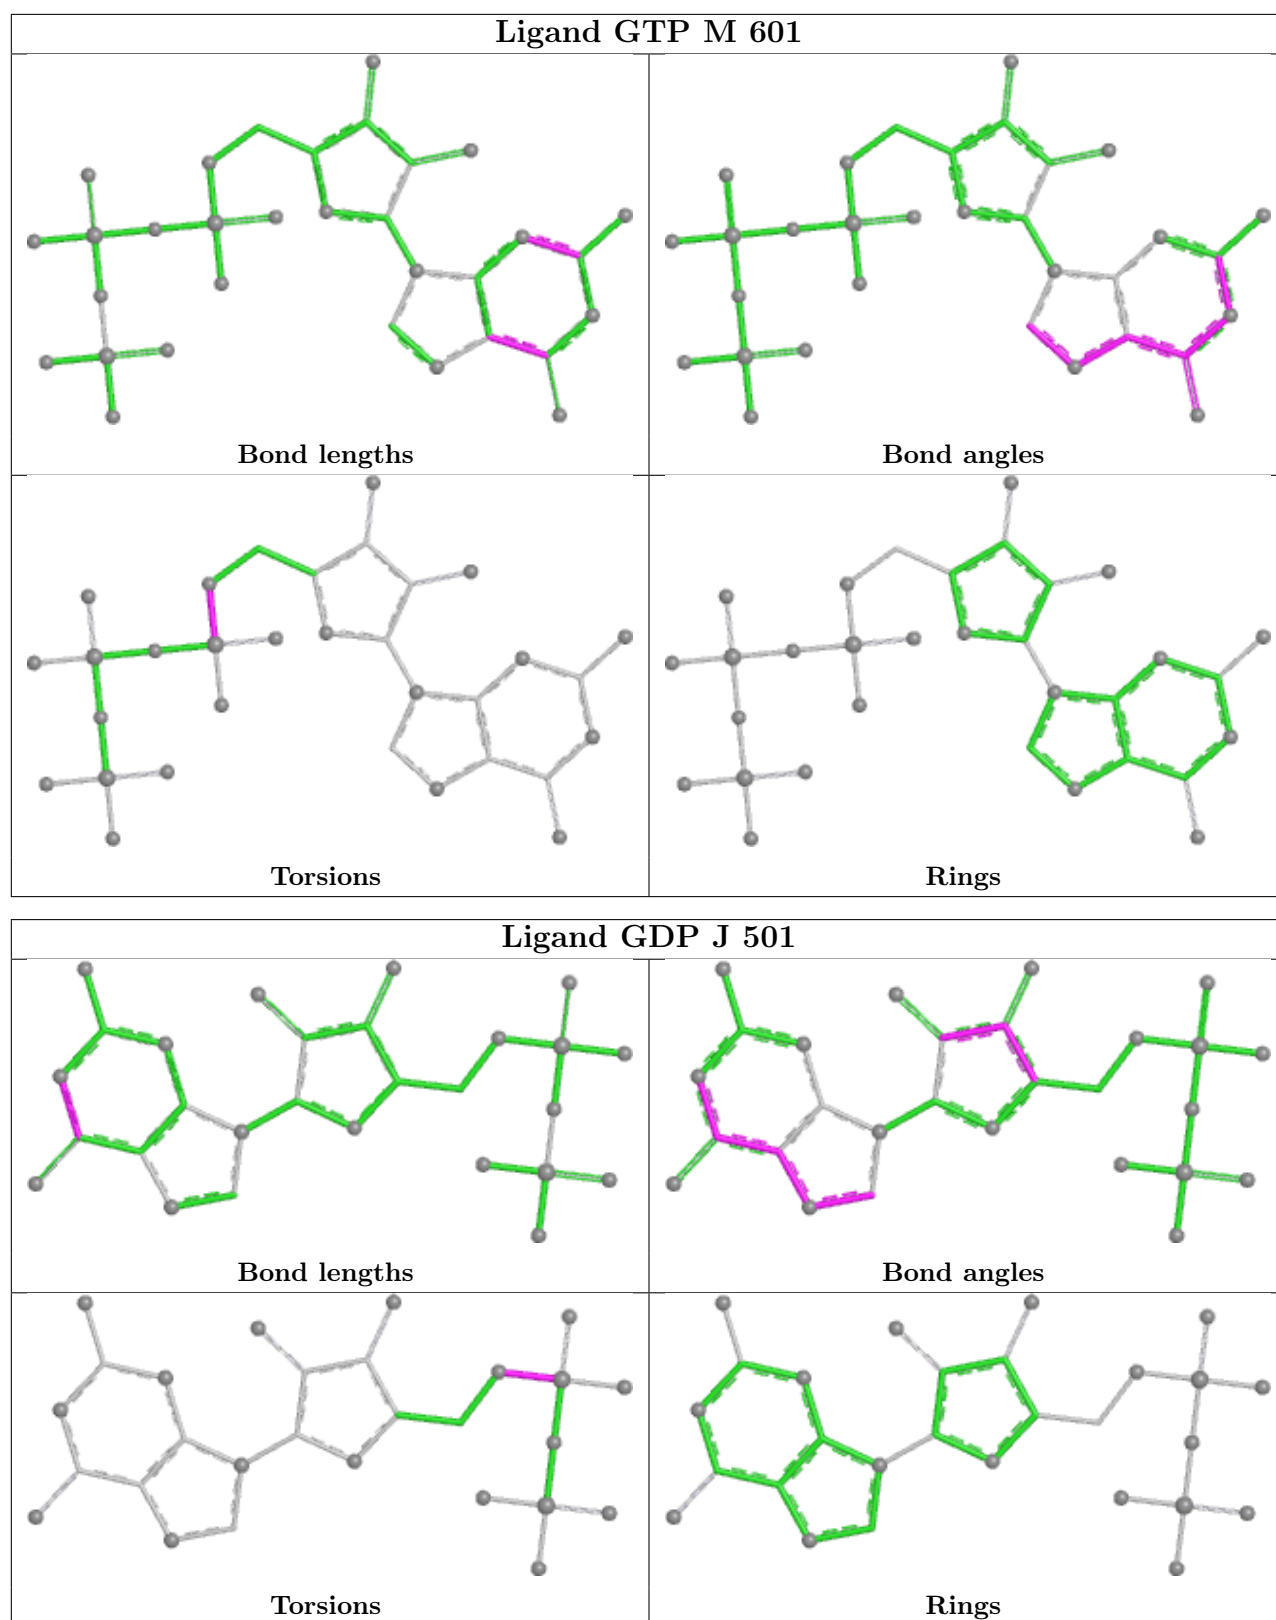 Ligand GTP M 601
Bond lengths
Bond angles
Torsions
Rings
Ligand GDP J 501
Bond lengths
Bond angles
Torsions
Rings